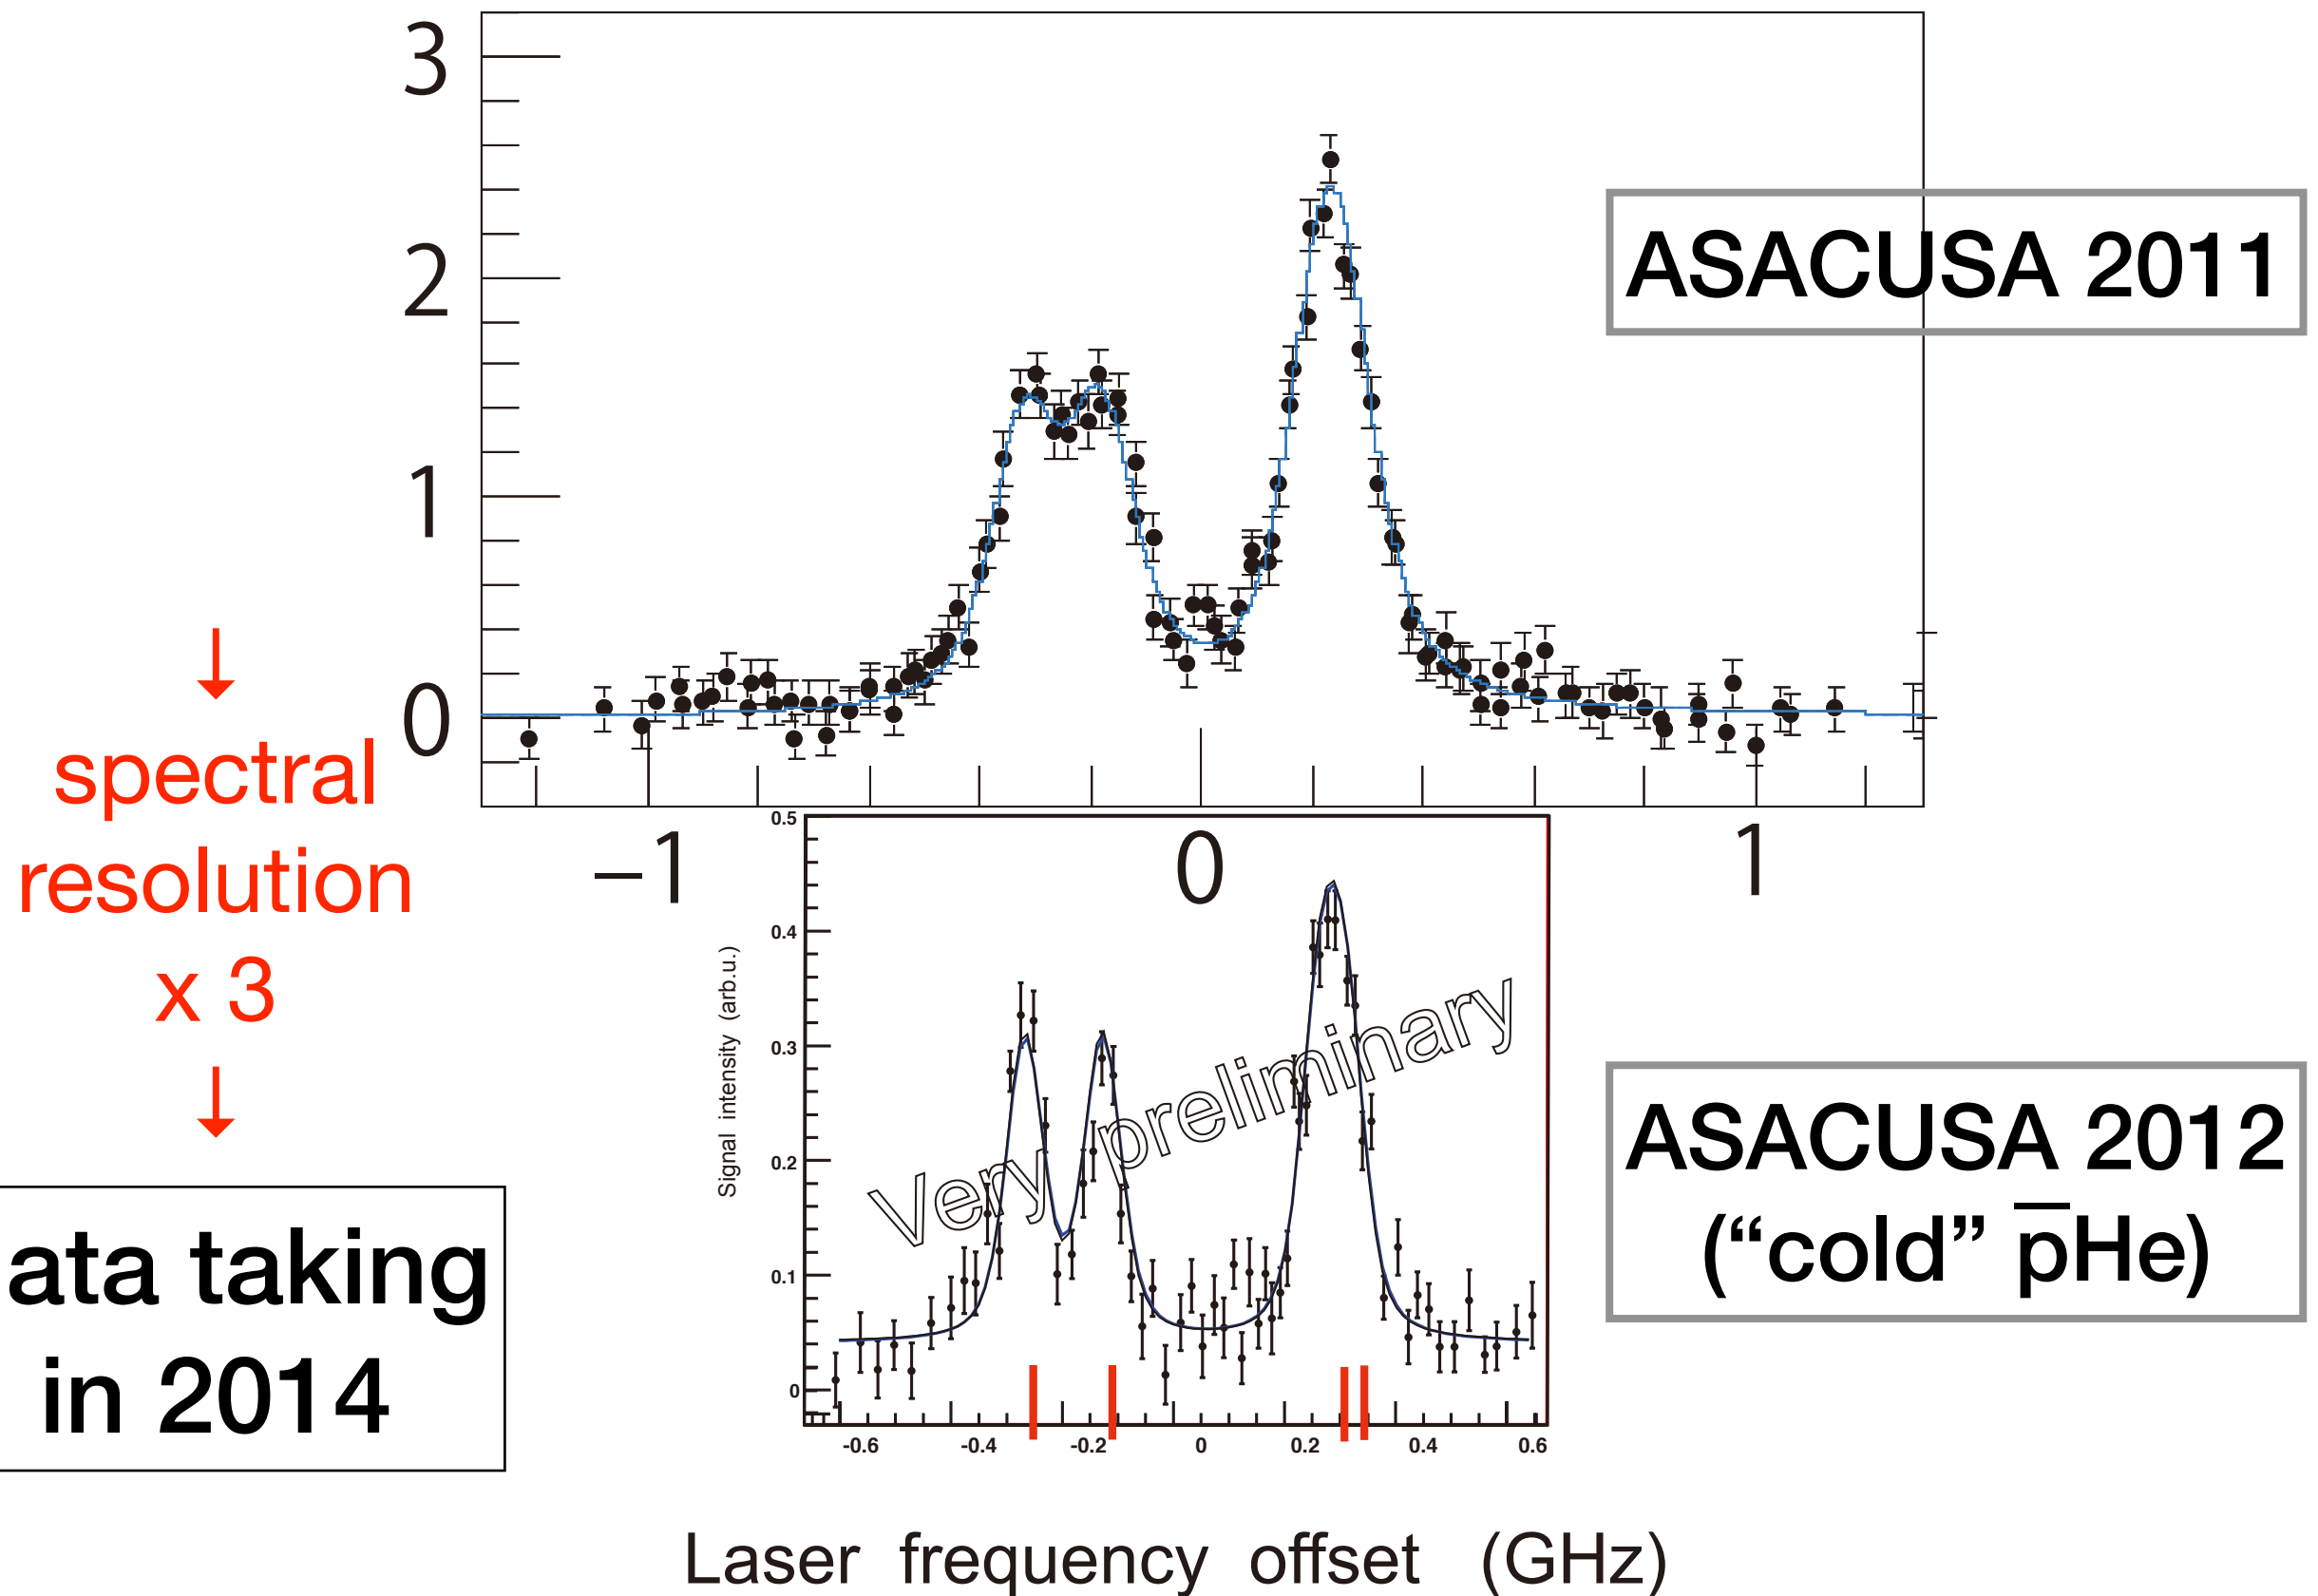 3
2
1
0
−1
0
1
ASACUSA 2011
↓
spectral
resolution
x 3
↓
ata taking
in 2014
0.5
0.4
0.3
0.2
0.1
0
Signal intensity (arb.u.)
Very preliminary
-0.6
-0.4
-0.2
0
0.2
0.4
0.6
ASACUSA 2012
(“cold” p̅He)
Laser frequency offset (GHz)